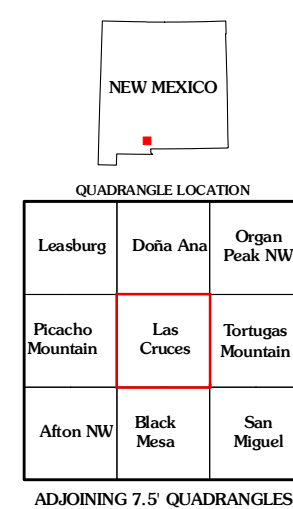 NEW MEXICO
QUADRANGLE LOCATION
Leasburg
Doña Ana
Organ
Peak NW
Picacho
Mountain
Las
Cruces
Tortugas
Mountain
Afton NW
Black
Mesa
San
Miguel
ADJOINING 7.5' QUADRANGLES